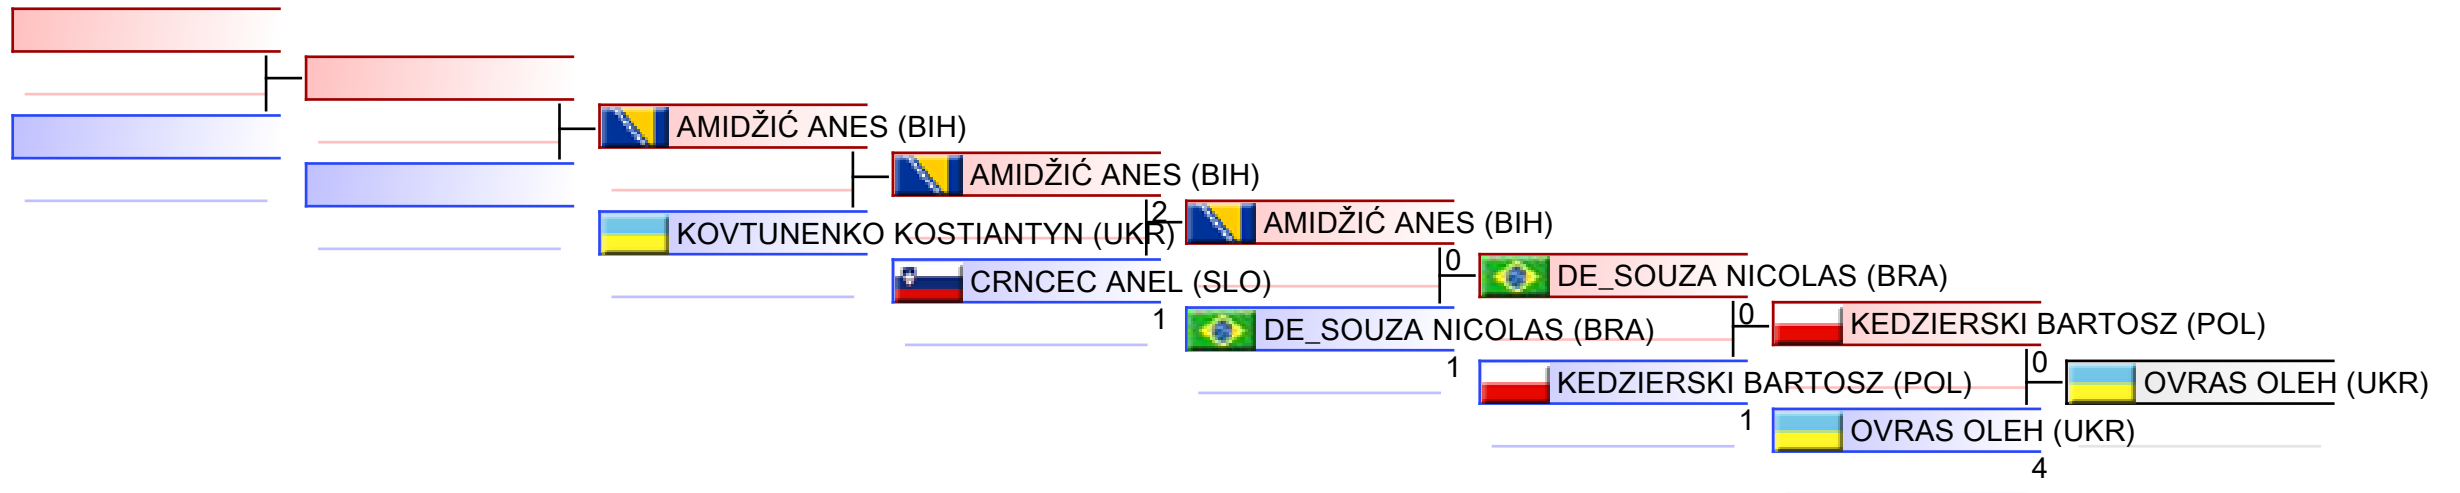 AMIDŽIĆ ANES (BIH)
KOVTUNENKO KOSTIANTYN (UKR)
AMIDŽIĆ ANES (BIH)
2
CRNCEC ANEL (SLO)
1
AMIDŽIĆ ANES (BIH)
0
DE_SOUZA NICOLAS (BRA)
1
DE_SOUZA NICOLAS (BRA)
0
KEDZIERSKI BARTOSZ (POL)
1
KEDZIERSKI BARTOSZ (POL)
0
OVRAS OLEH (UKR)
4
OVRAS OLEH (UKR)